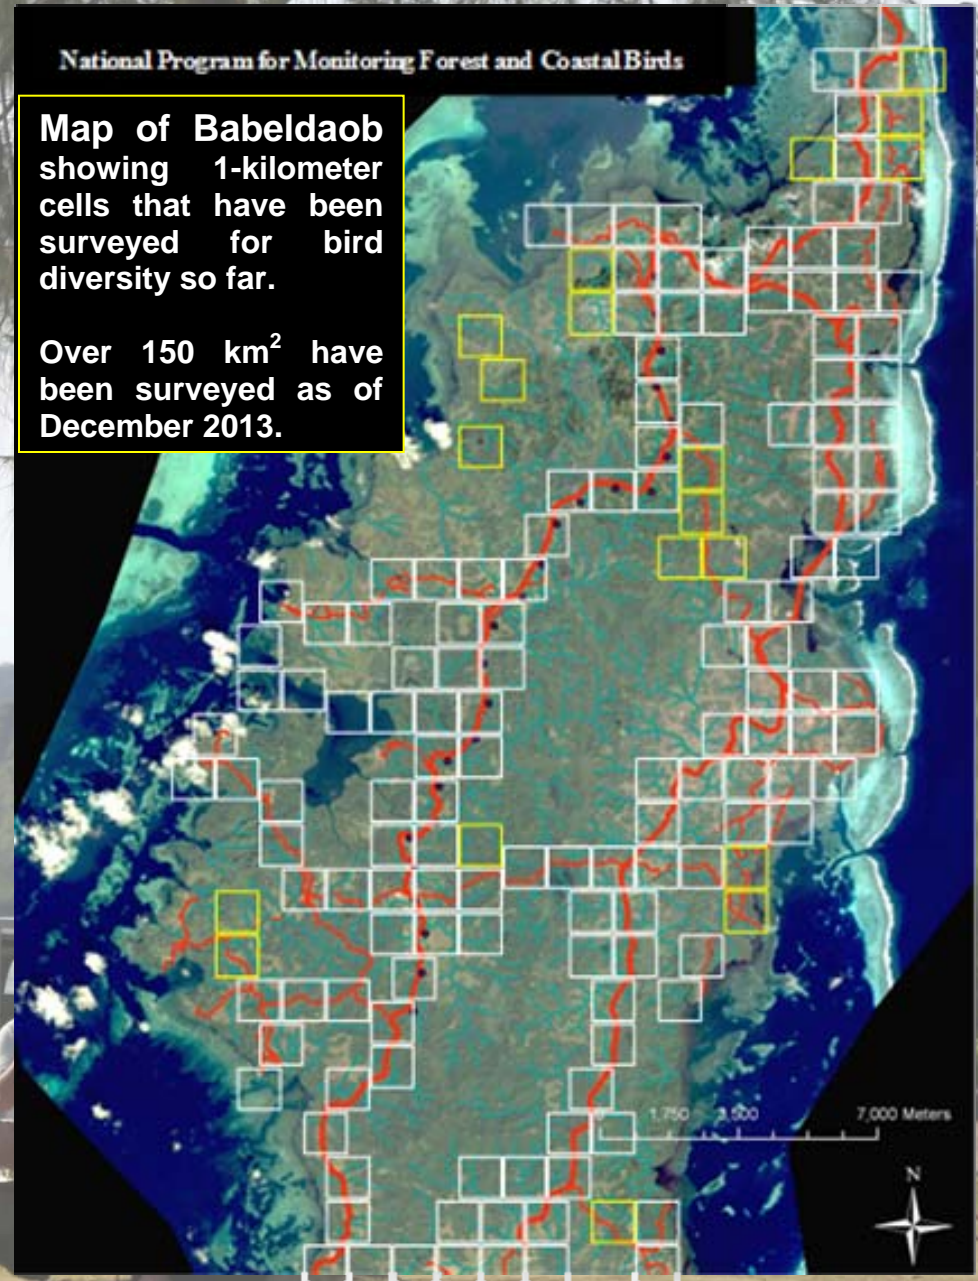 National Program for Monitoring Forest and Coastal Birds
Map of Babeldaob
showing 1-kilometer
cells that have been
surveyed for bird
diversity so far.
Over 150 km² have
been surveyed as of
December 2013.
0 1,750 3,500 7,000 Meters
N